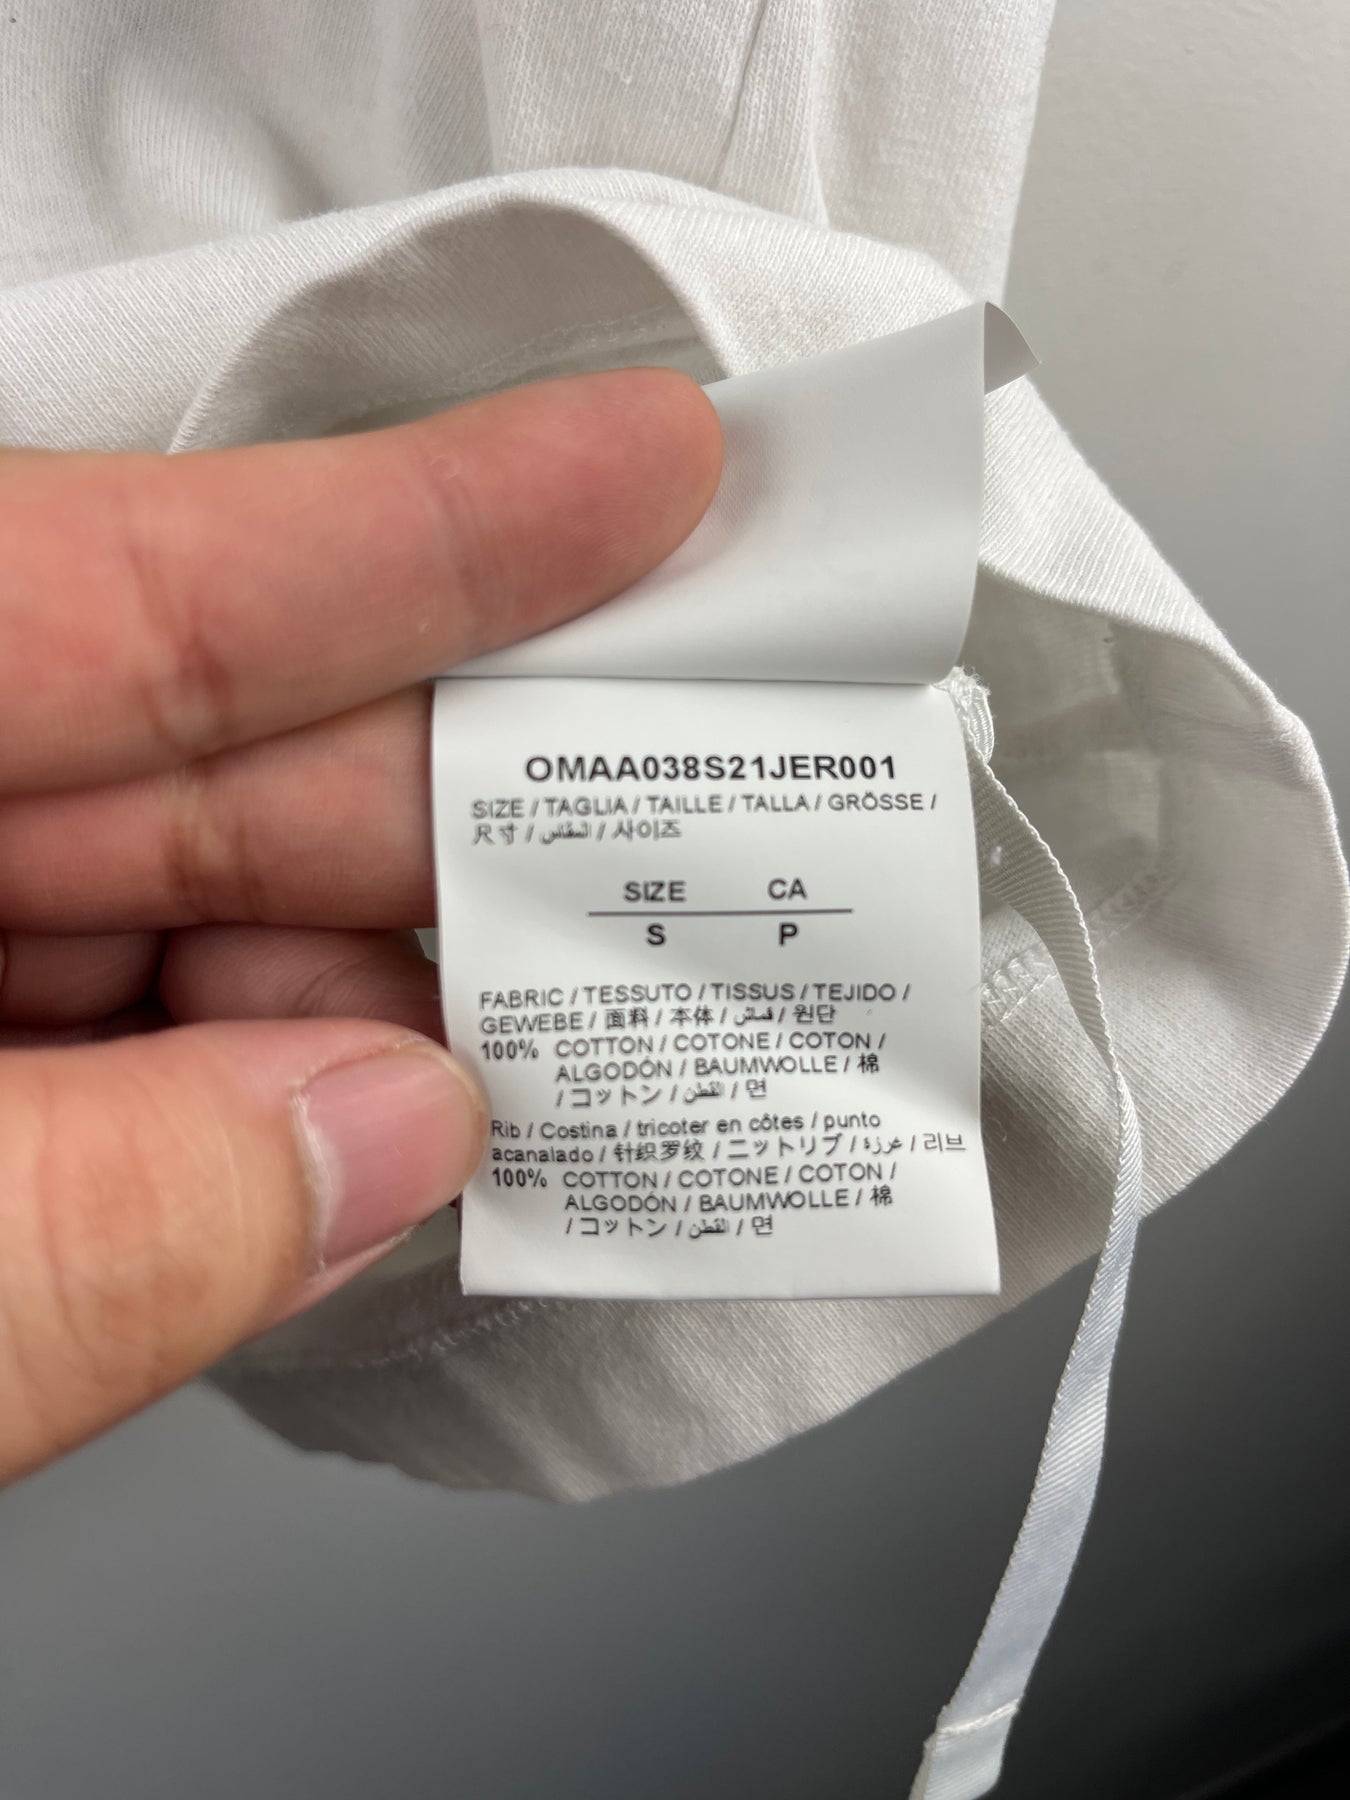 OMAA038S21JER001
SIZE / TAGLIA / TAILLE / TALLA / GRÖSSE /
尺寸 / المقاس / 사이즈
SIZE CA
S P
FABRIC / TESSUTO / TISSUS / TEJIDO /
GEWEBE / 面料 / 本体 / قماش / 원단
100% COTTON / COTONE / COTON /
ALGODÓN / BAUMWOLLE / 棉
/ コットン / القطن / 면
Rib / Costina / tricoter en côtes / punto
acanalado / 针织罗纹 / ニットリブ / غرزة / 리브
100% COTTON / COTONE / COTON /
ALGODÓN / BAUMWOLLE / 棉
/ コットン / القطن / 면